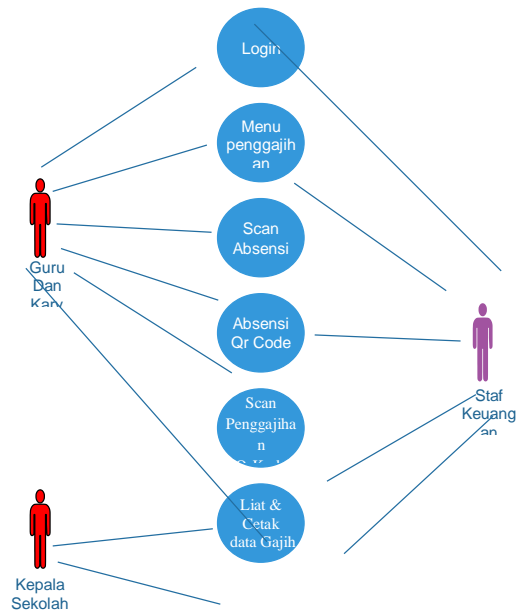 Login
Menu
penggajih
an
Scan
Absensi
Guru
Dan
Absensi
Qr Code
Staf
Keuang
an
Scan
Penggajiha
n
Liat &
Cetak
data Gajih
Kepala
Sekolah